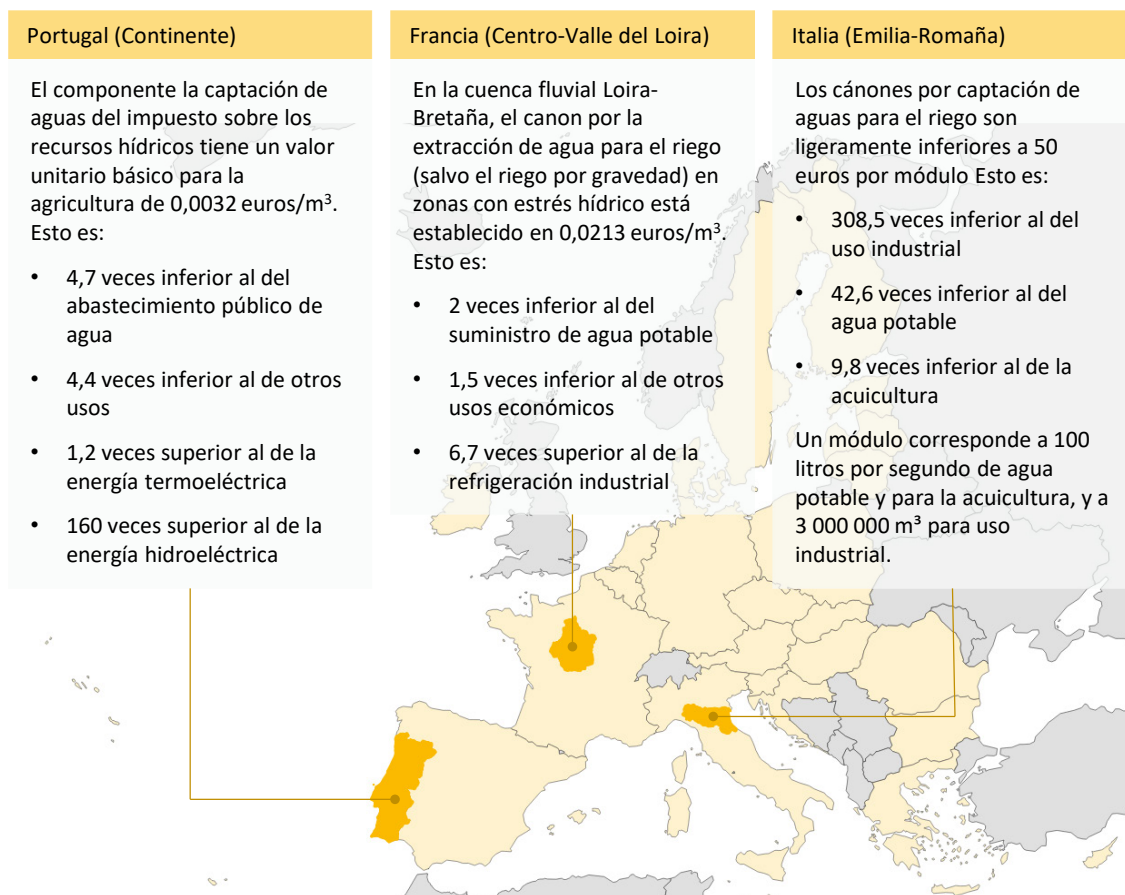 Portugal (Continente)
El componente la captación de
aguas del impuesto sobre los
recursos hídricos tiene un valor
unitario básico para la
agricultura de 0,0032 euros/m³.
Esto es:
• 4,7 veces inferior al del
abastecimiento público de
agua
• 4,4 veces inferior al de otros
usos
• 1,2 veces superior al de la
energía termoeléctrica
• 160 veces superior al de la
energía hidroeléctrica
Francia (Centro-Valle del Loira)
En la cuenca fluvial Loira-
Bretaña, el canon por la
extracción de agua para el riego
(salvo el riego por gravedad) en
zonas con estrés hídrico está
establecido en 0,0213 euros/m³.
Esto es:
• 2 veces inferior al del
suministro de agua potable
• 1,5 veces inferior al de otros
usos económicos
• 6,7 veces superior al de la
refrigeración industrial
Italia (Emilia-Romaña)
Los cánones por captación de
aguas para el riego son
ligeramente inferiores a 50
euros por módulo Esto es:
• 308,5 veces inferior al del
uso industrial
• 42,6 veces inferior al del
agua potable
• 9,8 veces inferior al de la
acuicultura
Un módulo corresponde a 100
litros por segundo de agua
potable y para la acuicultura, y a
3 000 000 m³ para uso
industrial.